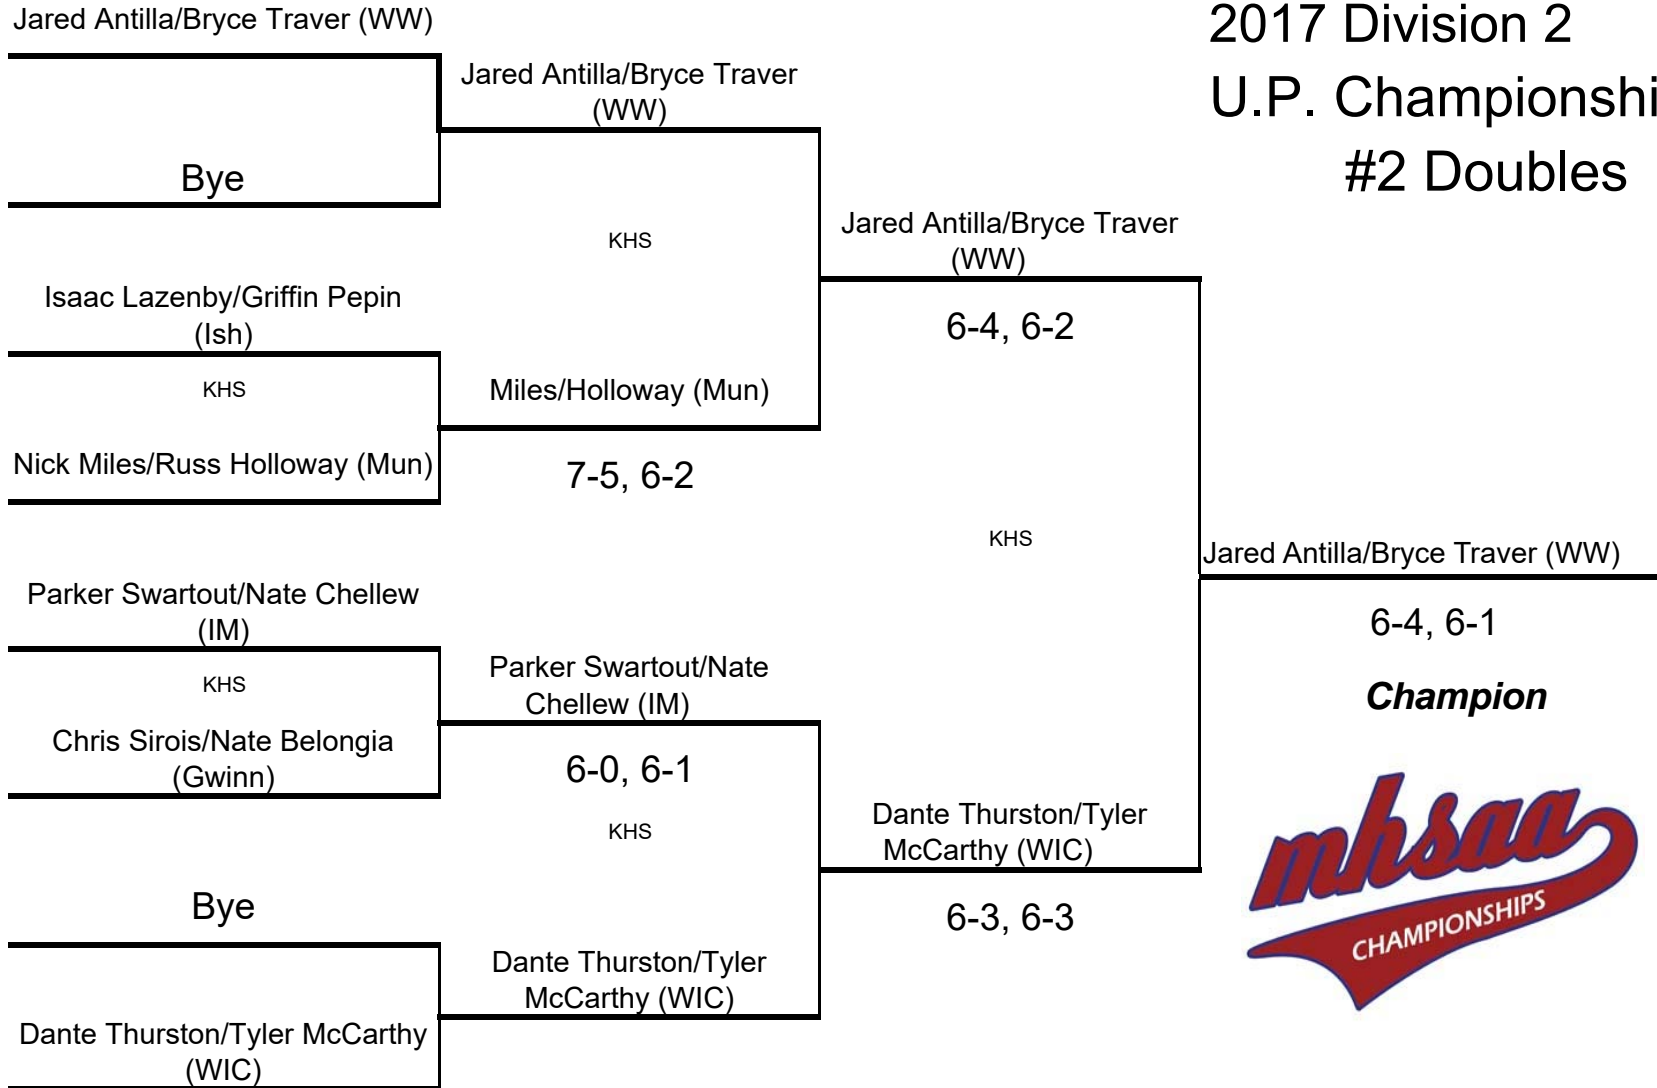 Jared Antilla/Bryce Traver (WW)
Bye
Isaac Lazenby/Griffin Pepin
(Ish)
KHS
Nick Miles/Russ Holloway (Mun)
Parker Swartout/Nate Chellew
(IM)
KHS
Chris Sirois/Nate Belongia
(Gwinn)
Bye
Dante Thurston/Tyler McCarthy
(WIC)
Jared Antilla/Bryce Traver
(WW)
KHS
Miles/Holloway (Mun)
7-5, 6-2
Parker Swartout/Nate
Chellew (IM)
6-0, 6-1
KHS
Dante Thurston/Tyler
McCarthy (WIC)
Jared Antilla/Bryce Traver
(WW)
6-4, 6-2
KHS
Dante Thurston/Tyler
McCarthy (WIC)
6-3, 6-3
2017 Division 2
U.P. Championshi
#2 Doubles
Jared Antilla/Bryce Traver (WW)
6-4, 6-1
Champion
mhsaa
CHAMPIONSHIPS